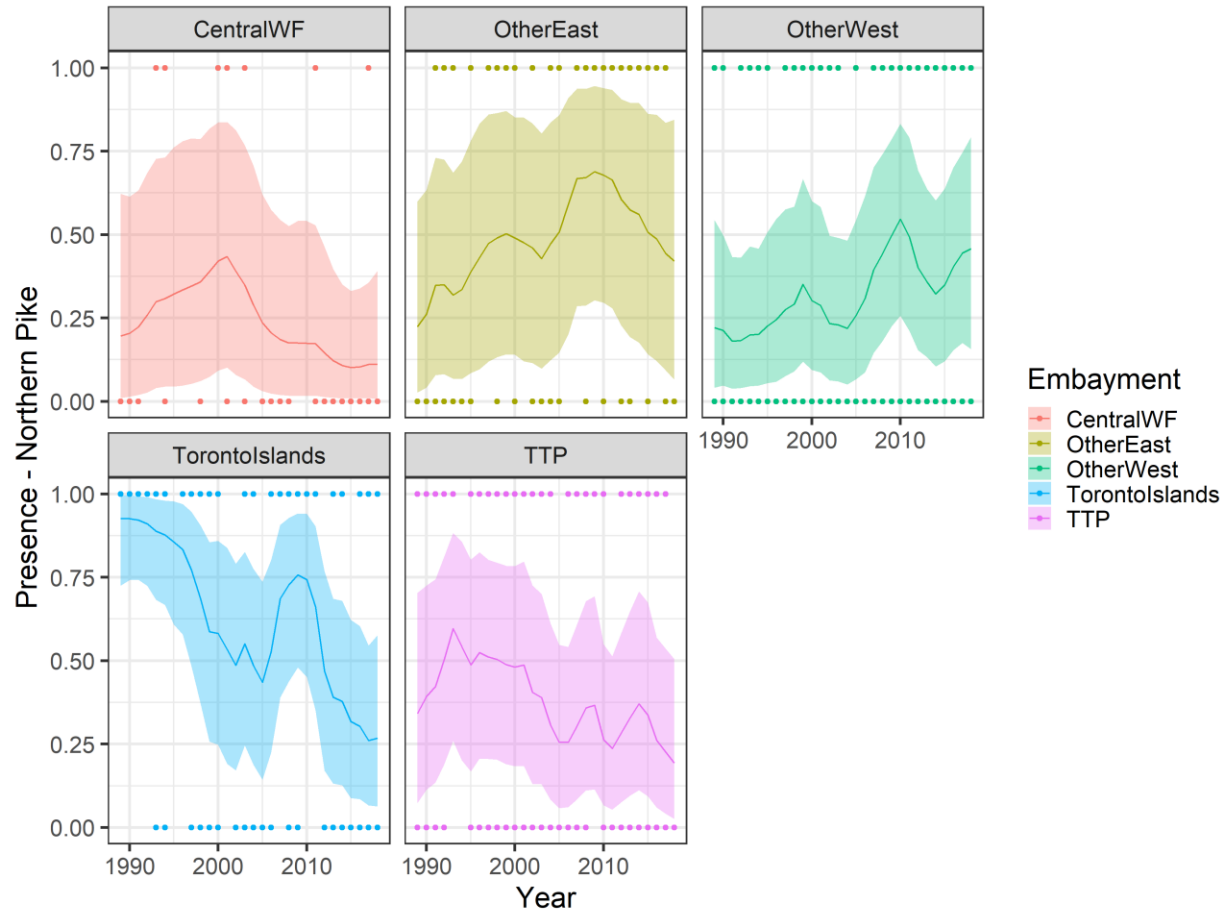 CentralWF OtherEast OtherWest
1.00
0.75
0.50
0.25
0.00
1990 2000 2010
TorontoIslands TTP
1.00
0.75
0.50
0.25
0.00
1990 2000 2010 1990 2000 2010
Year
Presence - Northern Pike
Embayment
CentralWF
OtherEast
OtherWest
TorontoIslands
TTP